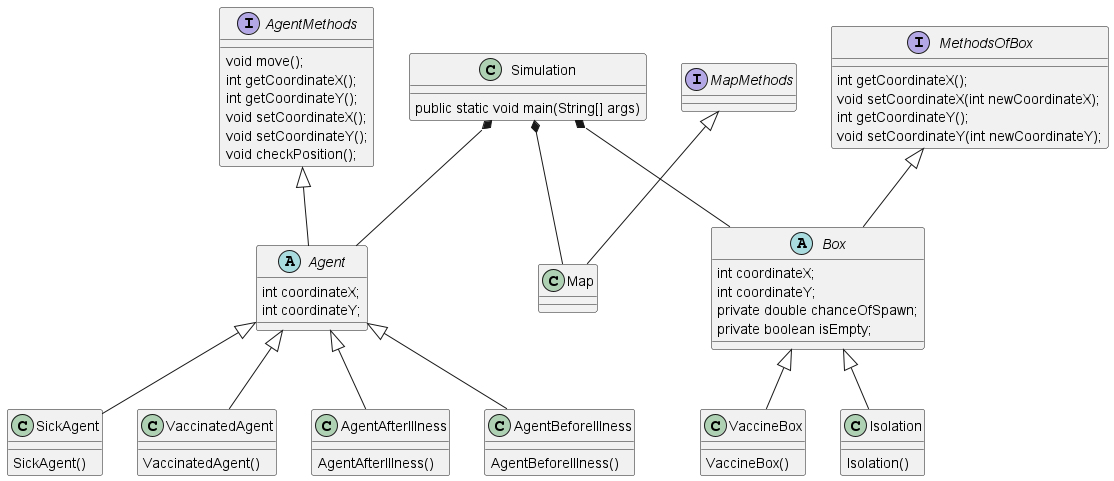 I AgentMethods
void move();
int getCoordinateX();
int getCoordinateY();
void setCoordinateX();
void setCoordinateY();
void checkPosition();
C Simulation
public static void main(String[] args)
I MapMethods
I MethodsOfBox
int getCoordinateX();
void setCoordinateX(int newCoordinateX);
int getCoordinateY();
void setCoordinateY(int newCoordinateY);
A Agent
int coordinateX;
int coordinateY;
C Map
A Box
int coordinateX;
int coordinateY;
private double chanceOfSpawn;
private boolean isEmpty;
C SickAgent
SickAgent()
C VaccinatedAgent
VaccinatedAgent()
C AgentAfterIllness
AgentAfterIllness()
C AgentBeforeIllness
AgentBeforeIllness()
C VaccineBox
VaccineBox()
C Isolation
Isolation()